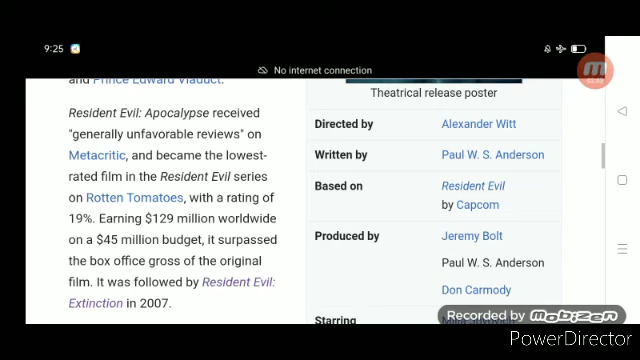 9:25
No internet connection
and Prince Edward Viaduct.
Resident Evil: Apocalypse received
"generally unfavorable reviews" on
Metacritic, and became the lowest-
rated film in the Resident Evil series
on Rotten Tomatoes, with a rating of
19%. Earning $129 million worldwide
on a $45 million budget, it surpassed
the box office gross of the original
film. It was followed by Resident Evil:
Extinction in 2007.
Theatrical release poster
Directed by Alexander Witt
Written by Paul W. S. Anderson
Based on Resident Evil
by Capcom
Produced by Jeremy Bolt
Paul W. S. Anderson
Don Carmody
Starring
Recorded by Mobizen
PowerDirector